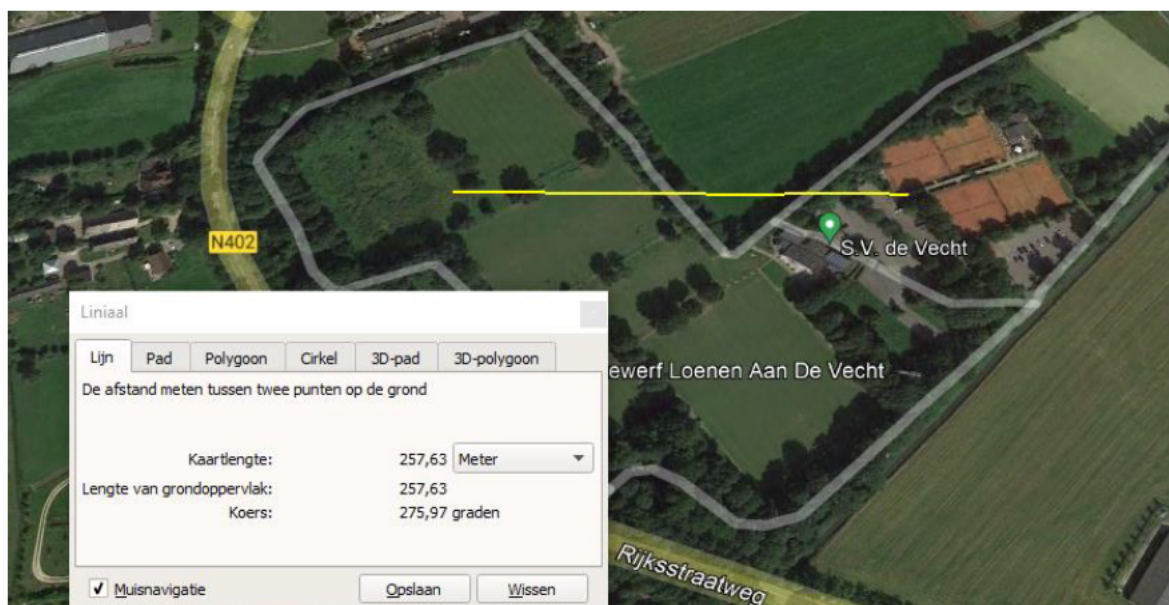 N402
S.V. de Vecht
Liniaal
Lijn Pad Polygoon Cirkel 3D-pad 3D-polygoon
De afstand meten tussen twee punten op de grond
ewerf Loenen Aan De Vecht
Kaartlengte: 257,63 Meter
Lengte van grondoppervlak: 257,63
Koers: 275,97 graden
Rijksstraatweg
Muisnavigatie Opslaan Wissen